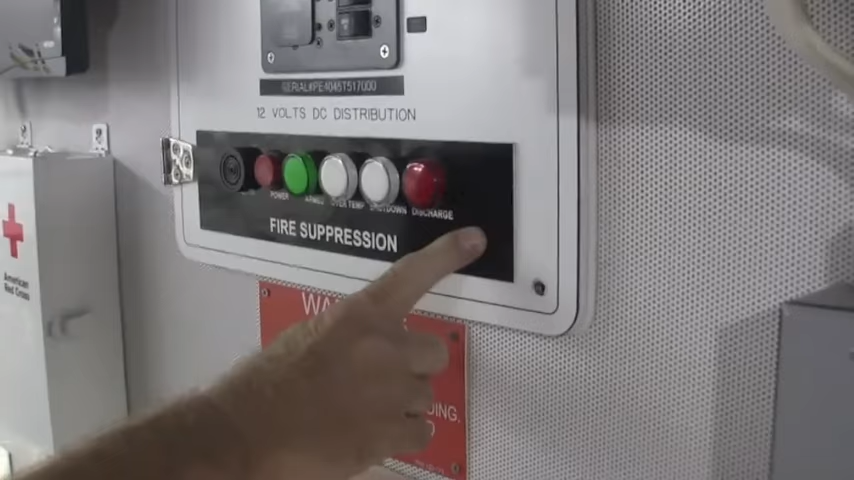 SERIAL#PE4046T517000
12 VOLTS DC DISTRIBUTION
POWER ARMED OVER TEMP SHUTDOWN DISCHARGE
FIRE SUPPRESSION
American
Red Cross